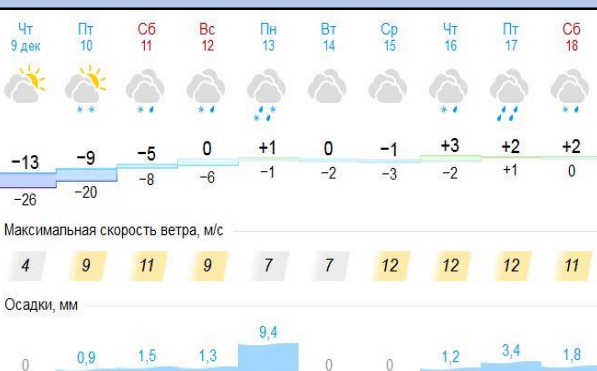 Чт Пт Сб Вс Пн Вт Ср Чт Пт Сб
9 дек 10 11 12 13 14 15 16 17 18
−13 −9 −5 0 +1 0 −1 +3 +2 +2
−26 −20 −8 −6 −1 −2 −3 −2 +1 0
Максимальная скорость ветра, м/с
4 9 11 9 7 7 12 12 12 11
Осадки, мм
0 0,9 1,5 1,3 9,4 0 0 1,2 3,4 1,8